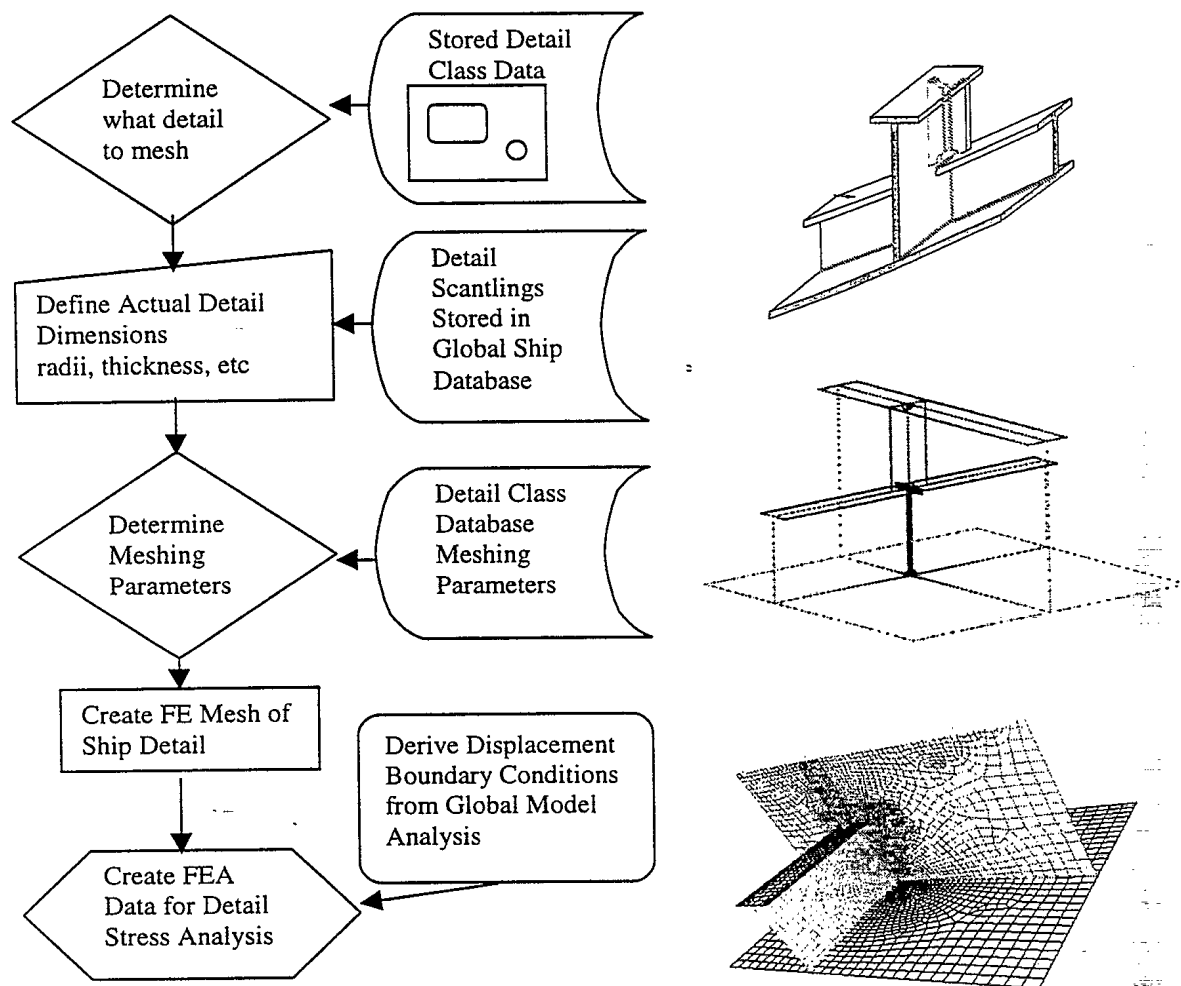 Determine
what detail
to mesh
Stored Detail
Class Data
Define Actual Detail
Dimensions
radii, thickness, etc
Detail
Scantlings
Stored in
Global Ship
Database
Determine
Meshing
Parameters
Detail Class
Database
Meshing
Parameters
Create FE Mesh of
Ship Detail
Derive Displacement
Boundary Conditions
from Global Model
Analysis
Create FEA
Data for Detail
Stress Analysis